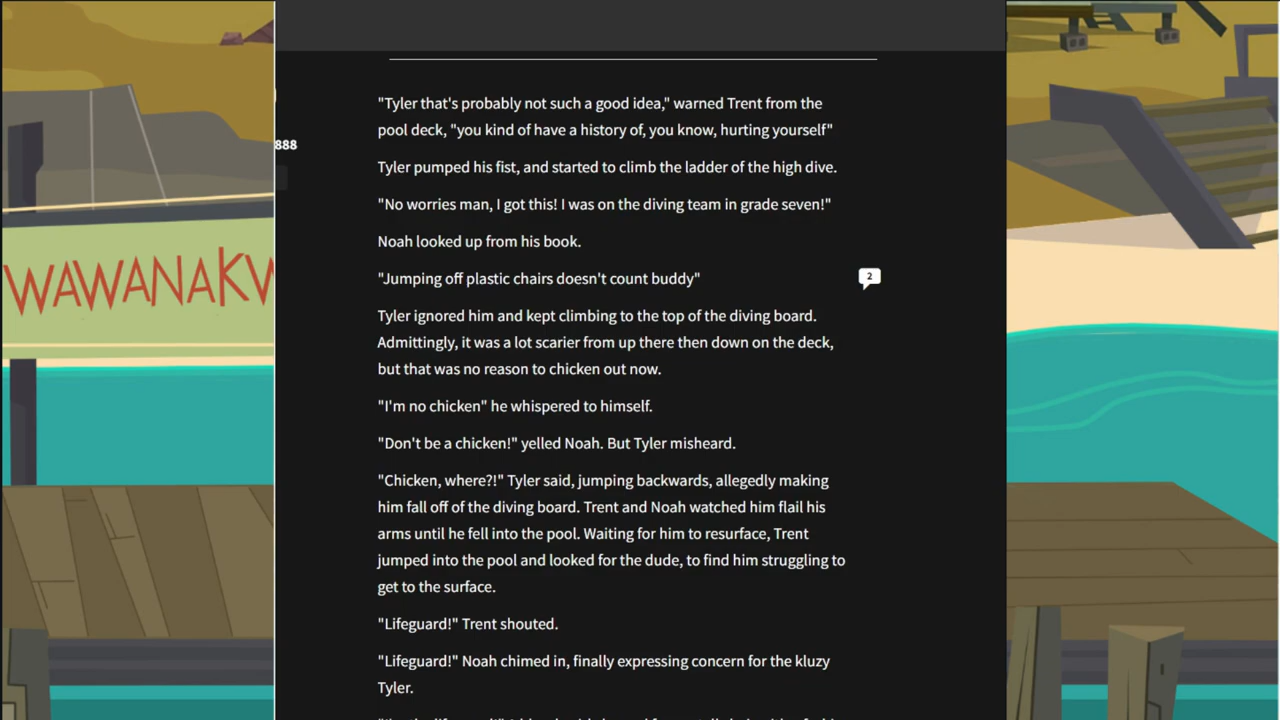 "Tyler that's probably not such a good idea," warned Trent from the
pool deck, "you kind of have a history of, you know, hurting yourself"
888
Tyler pumped his fist, and started to climb the ladder of the high dive.
"No worries man, I got this! I was on the diving team in grade seven!"
Noah looked up from his book.
WAWANAKW
"Jumping off plastic chairs doesn't count buddy"
2
Tyler ignored him and kept climbing to the top of the diving board.
Admittingly, it was a lot scarier from up there then down on the deck,
but that was no reason to chicken out now.
"I'm no chicken" he whispered to himself.
"Don't be a chicken!" yelled Noah. But Tyler misheard.
"Chicken, where?!" Tyler said, jumping backwards, allegedly making
him fall off of the diving board. Trent and Noah watched him flail his
arms until he fell into the pool. Waiting for him to resurface, Trent
jumped into the pool and looked for the dude, to find him struggling to
get to the surface.
"Lifeguard!" Trent shouted.
"Lifeguard!" Noah chimed in, finally expressing concern for the kluzy
Tyler.